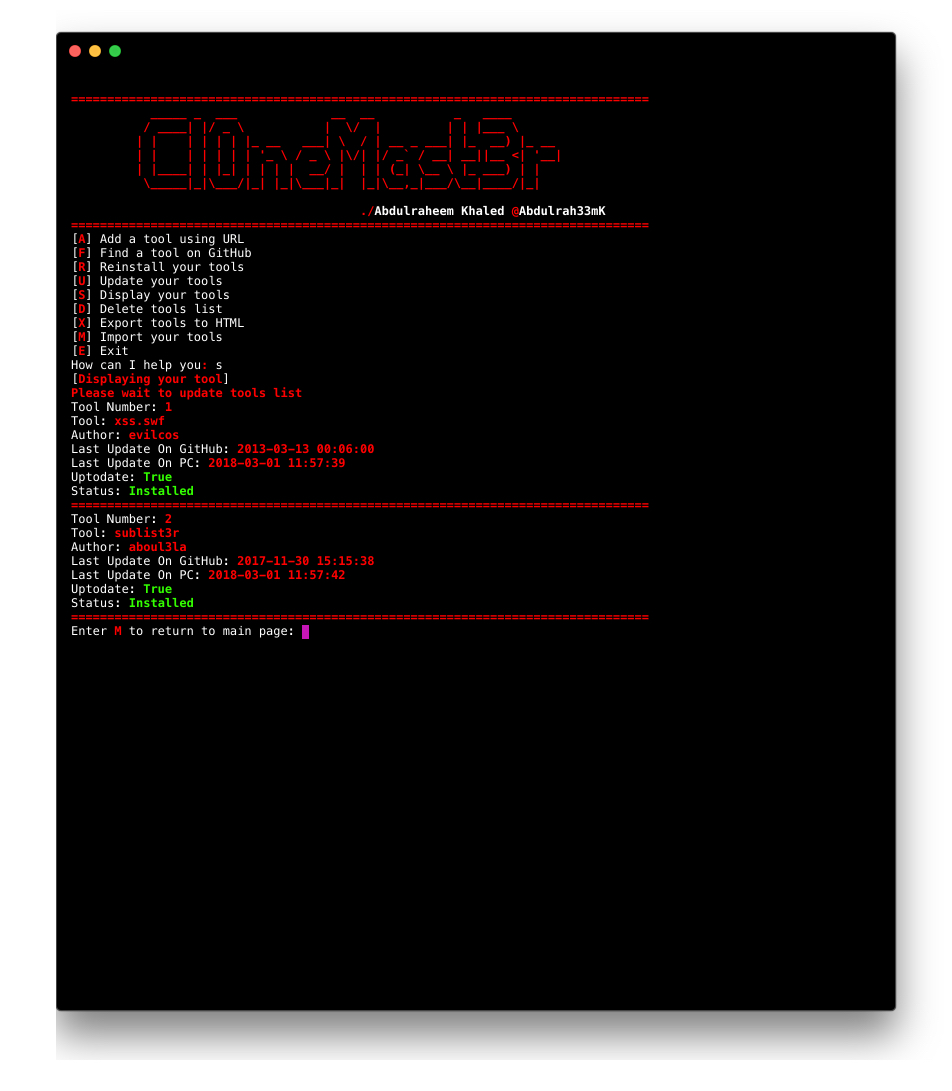 ================================================================================
Cl0neMast3r
./Abdulraheem Khaled @Abdulrah33mK
================================================================================
[A] Add a tool using URL
[F] Find a tool on GitHub
[R] Reinstall your tools
[U] Update your tools
[S] Display your tools
[D] Delete tools list
[X] Export tools to HTML
[M] Import your tools
[E] Exit
How can I help you: s
[Displaying your tool]
Please wait to update tools list
Tool Number: 1
Tool: xss.swf
Author: evilcos
Last Update On GitHub: 2013-03-13 00:06:00
Last Update On PC: 2018-03-01 11:57:39
Uptodate: True
Status: Installed
================================================================================
Tool Number: 2
Tool: sublist3r
Author: aboul3la
Last Update On GitHub: 2017-11-30 15:15:38
Last Update On PC: 2018-03-01 11:57:42
Uptodate: True
Status: Installed
================================================================================
Enter M to return to main page: